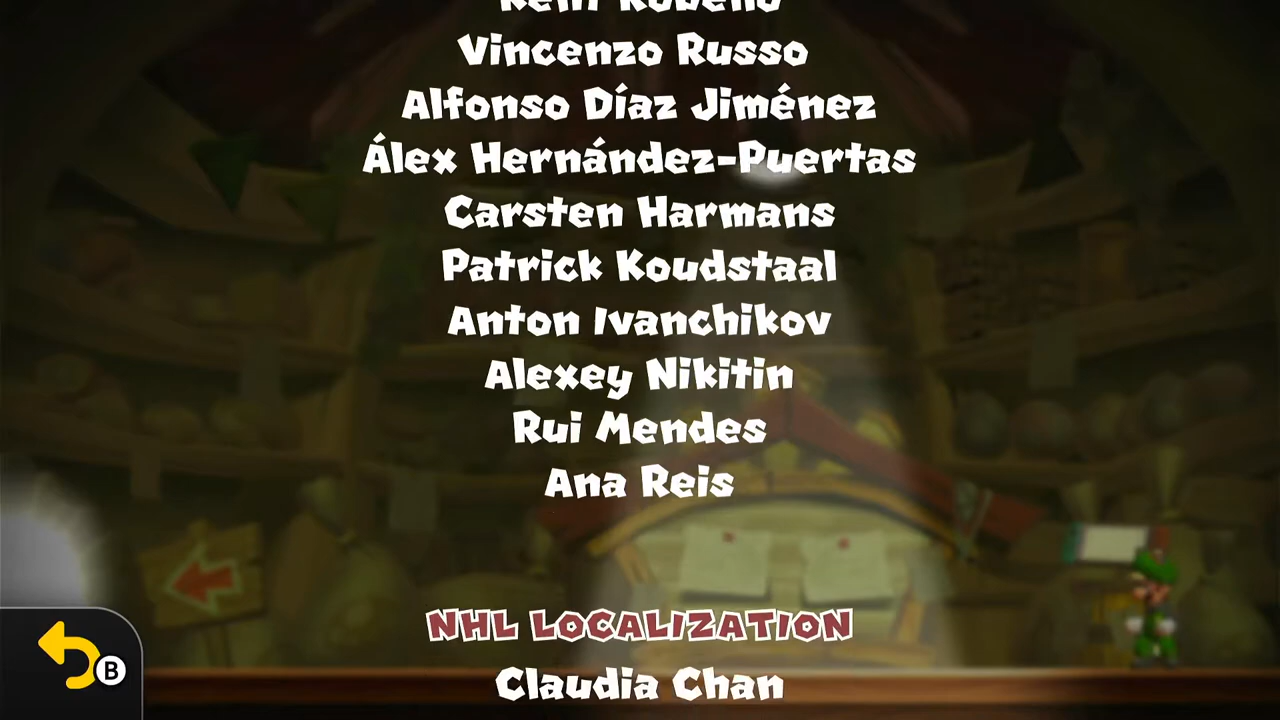 Vincenzo Russo
Alfonso Díaz Jiménez
Álex Hernández-Puertas
Carsten Harmans
Patrick Koudstaal
Anton Ivanchikov
Alexey Nikitin
Rui Mendes
Ana Reis
NHL LOCALIZATION
Claudia Chan
B